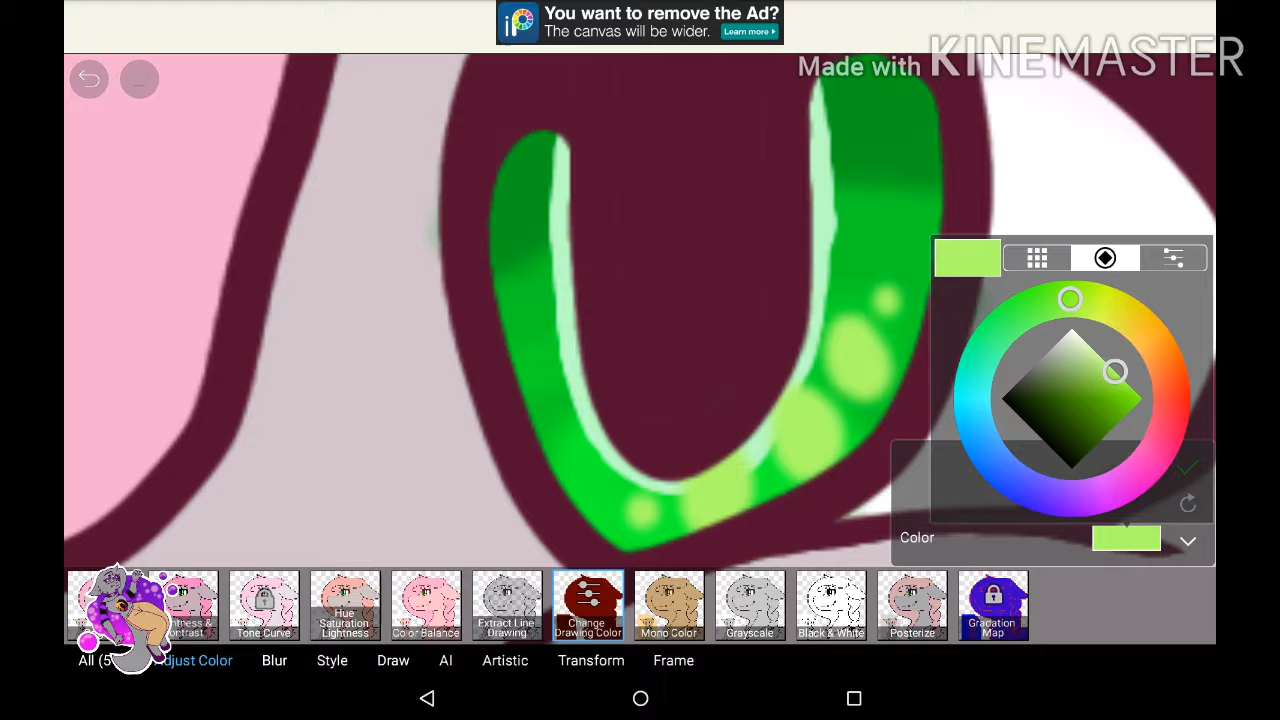 You want to remove the Ad?
The canvas will be wider. Learn more
Made with KINEMASTER
Color
Tone Curve
Hue
Saturation
Lightness
Color Balance
Extract Line
Drawing
Change
Drawing Color
Mono Color
Grayscale
Black & White
Posterize
Gradation
Map
All (5
Adjust Color
Blur
Style
Draw
AI
Artistic
Transform
Frame